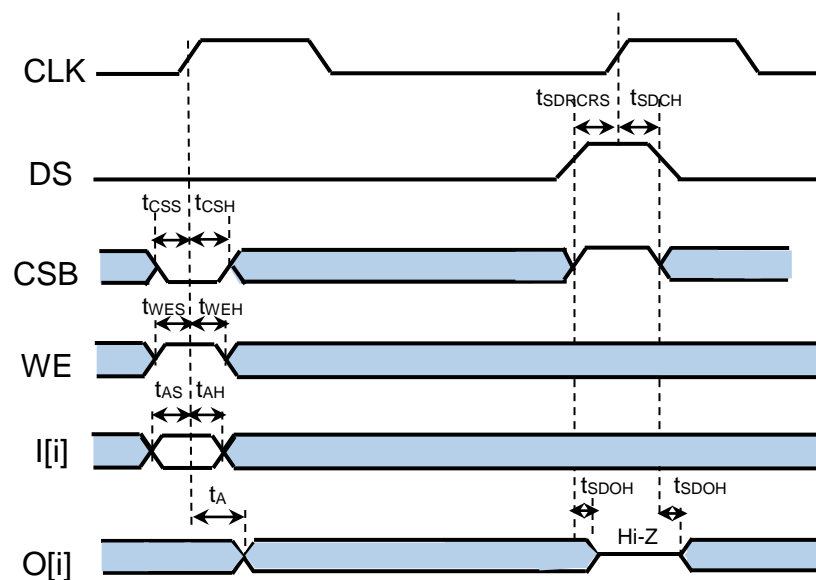 CLK
tSDRCRS tSDCH
DS
tCSS tCSH
CSB
tWES tWEH
WE
tAS tAH
I[i]
tA tSDOH tSDOH
Hi-Z
O[i]